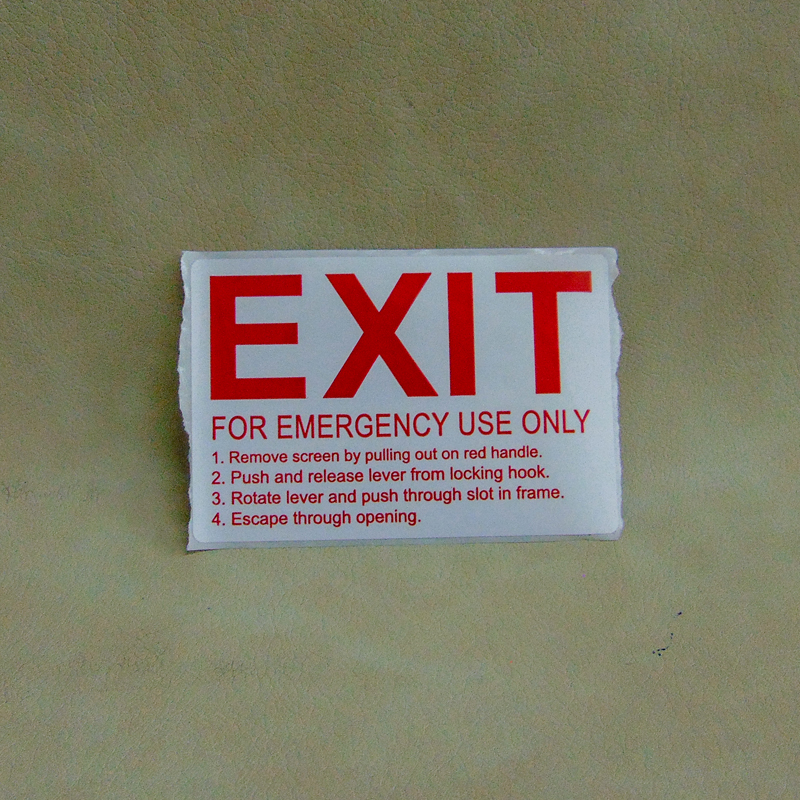 EXIT
FOR EMERGENCY USE ONLY
1. Remove screen by pulling out on red handle.
2. Push and release lever from locking hook.
3. Rotate lever and push through slot in frame.
4. Escape through opening.